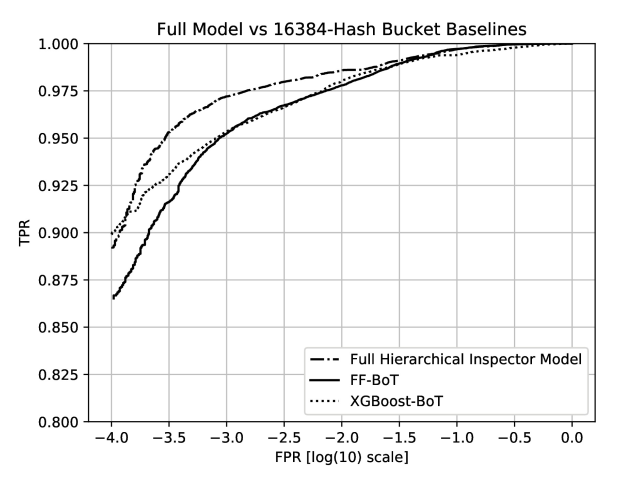 Full Model vs 16384-Hash Bucket Baselines
1.000
0.975
0.950
0.925
0.900
0.875
0.850
0.825
0.800
TPR
Full Hierarchical Inspector Model
FF-BoT
XGBoost-BoT
−4.0 −3.5 −3.0 −2.5 −2.0 −1.5 −1.0 −0.5 0.0
FPR [log(10) scale]